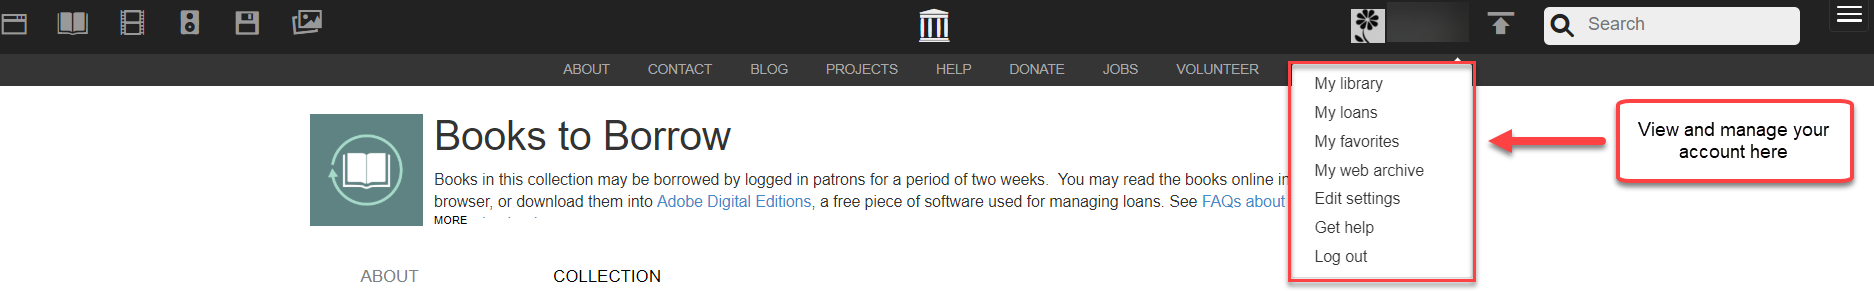 Search
ABOUT CONTACT BLOG PROJECTS HELP DONATE JOBS VOLUNTEER
My library
My loans
My favorites
My web archive
Edit settings
Get help
Log out
View and manage your
account here
Books to Borrow
Books in this collection may be borrowed by logged in patrons for a period of two weeks. You may read the books online in
browser, or download them into Adobe Digital Editions, a free piece of software used for managing loans. See FAQs about
MORE
ABOUT COLLECTION